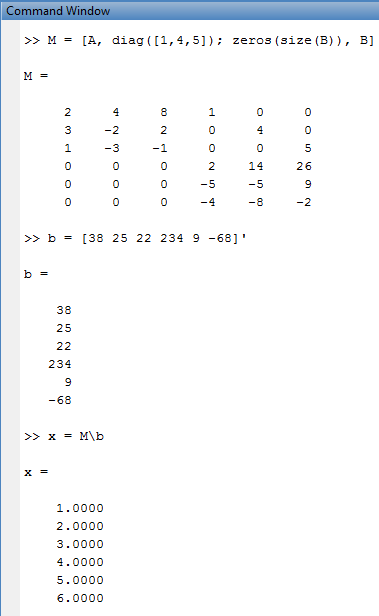 Command Window
>> M = [A, diag([1,4,5]); zeros(size(B)), B]
M =
2 4 8 1 0 0
3 -2 2 0 4 0
1 -3 -1 0 0 5
0 0 0 2 14 26
0 0 0 -5 -5 9
0 0 0 -4 -8 -2
>> b = [38 25 22 234 9 -68]'
b =
38
25
22
234
9
-68
>> x = M\b
x =
1.0000
2.0000
3.0000
4.0000
5.0000
6.0000